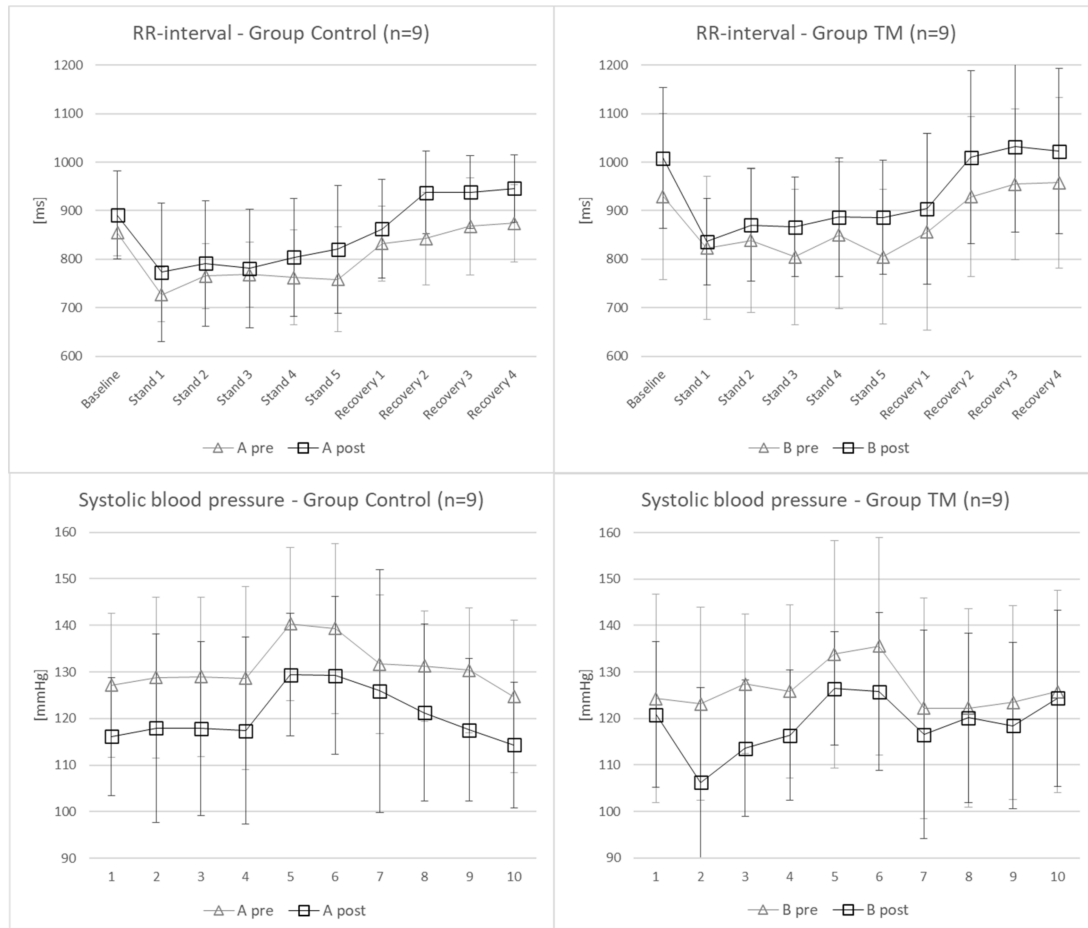 RR-interval - Group Control (n=9)
[ms]
1200
1100
1000
900
800
700
600
Baseline
Stand 1
Stand 2
Stand 3
Stand 4
Stand 5
Recovery 1
Recovery 2
Recovery 3
Recovery 4
A pre A post
RR-interval - Group TM (n=9)
[ms]
1200
1100
1000
900
800
700
600
Baseline
Stand 1
Stand 2
Stand 3
Stand 4
Stand 5
Recovery 1
Recovery 2
Recovery 3
Recovery 4
B pre B post
Systolic blood pressure - Group Control (n=9)
[mmHg]
160
150
140
130
120
110
100
90
1 2 3 4 5 6 7 8 9 10
A pre A post
Systolic blood pressure - Group TM (n=9)
[mmHg]
160
150
140
130
120
110
100
90
1 2 3 4 5 6 7 8 9 10
B pre B post